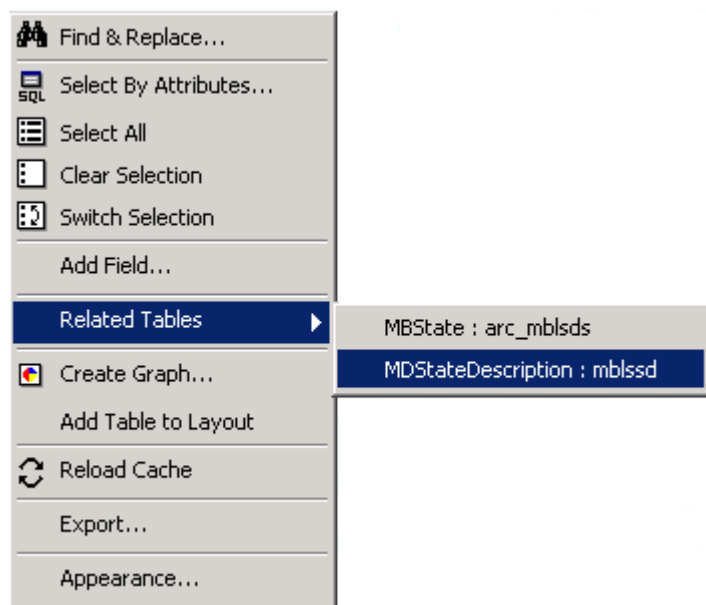 Find & Replace...
SQL
Select By Attributes...
Select All
Clear Selection
Switch Selection
Add Field...
Related Tables
MBState : arc_mblsds
MDStateDescription : mblssd
Create Graph...
Add Table to Layout
Reload Cache
Export...
Appearance...